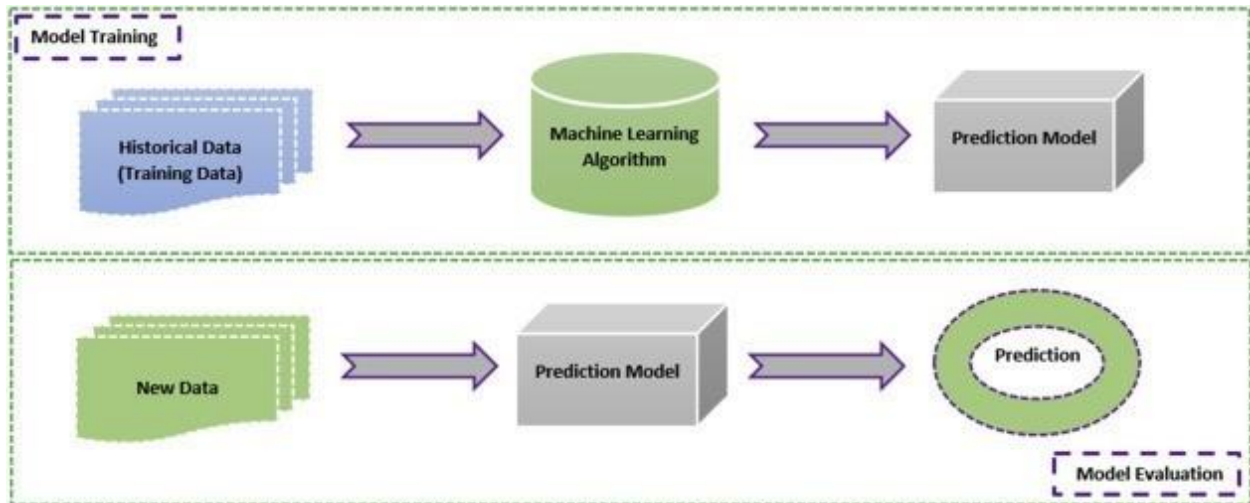 Model Training
Historical Data
(Training Data)
Machine Learning
Algorithm
Prediction Model
New Data
Prediction Model
Prediction
Model Evaluation